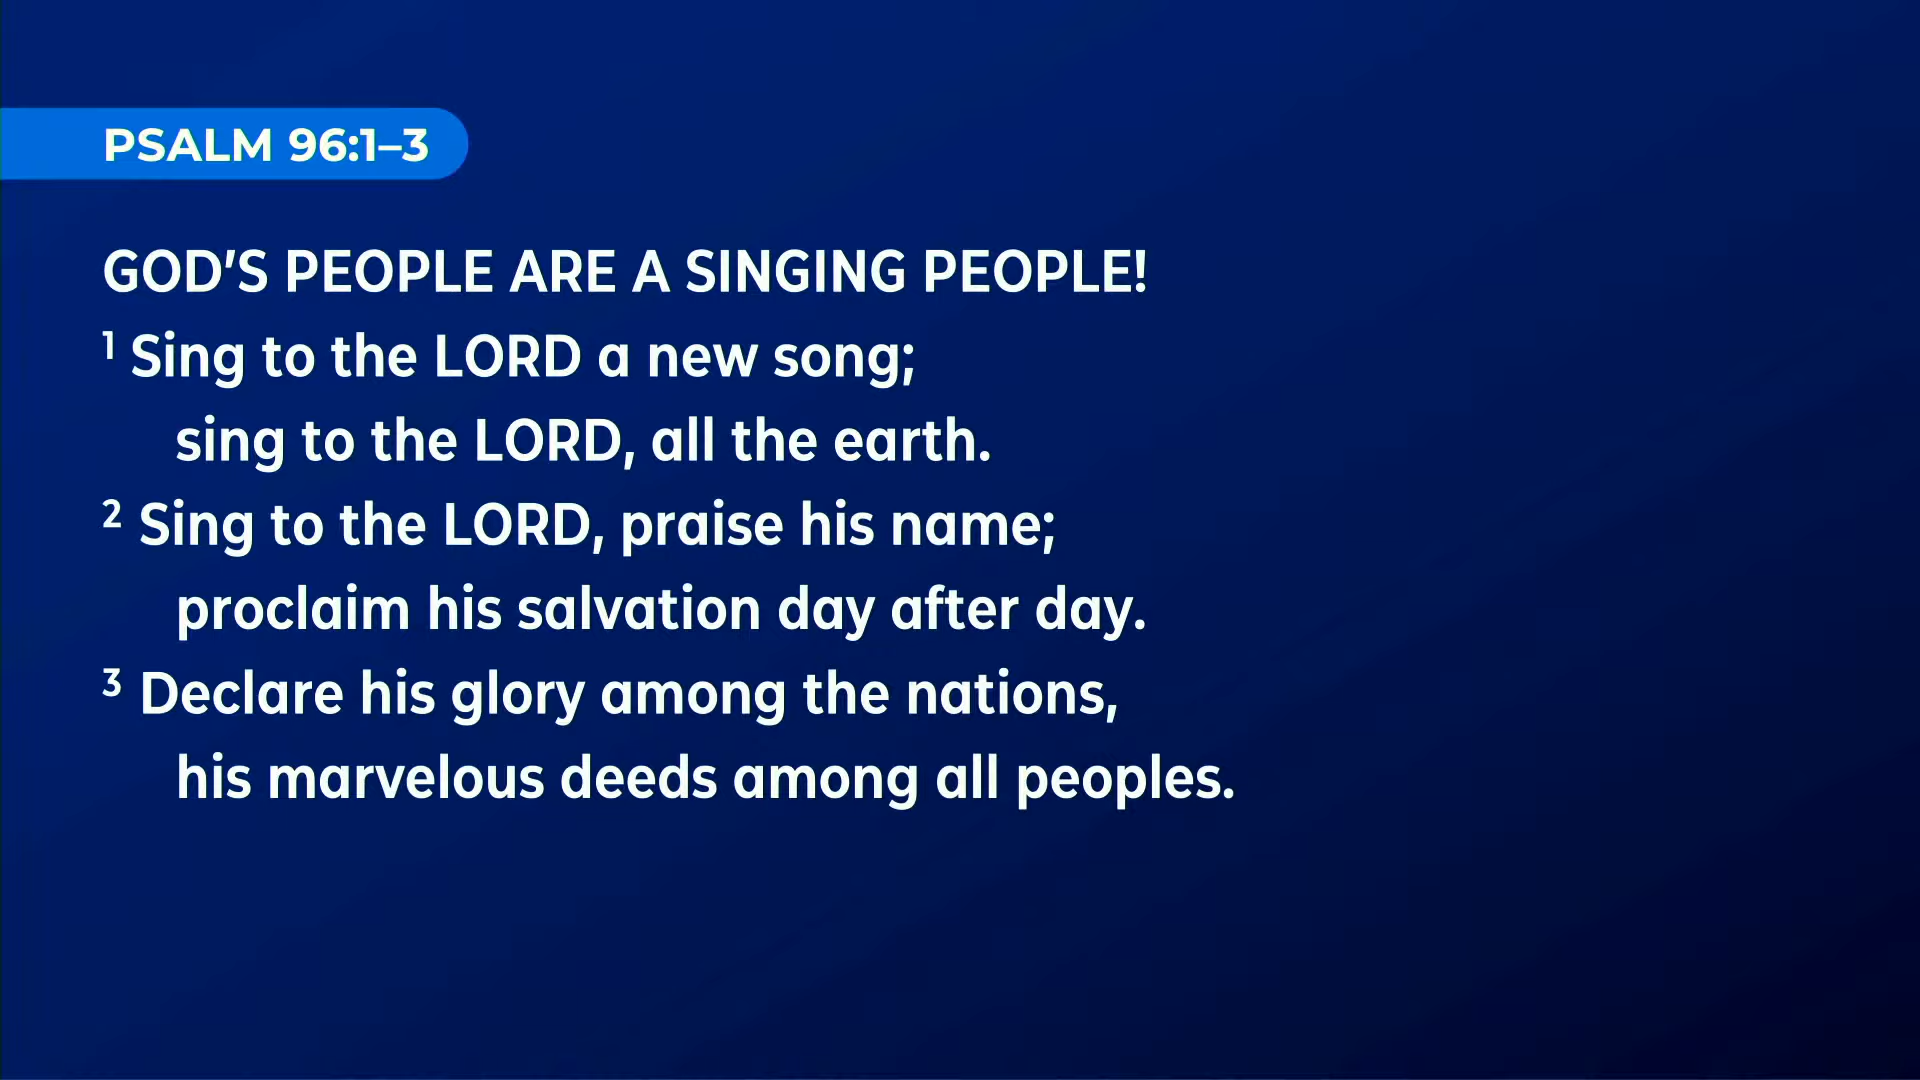 PSALM 96:1–3
GOD'S PEOPLE ARE A SINGING PEOPLE!
1 Sing to the LORD a new song;
sing to the LORD, all the earth.
2 Sing to the LORD, praise his name;
proclaim his salvation day after day.
3 Declare his glory among the nations,
his marvelous deeds among all peoples.